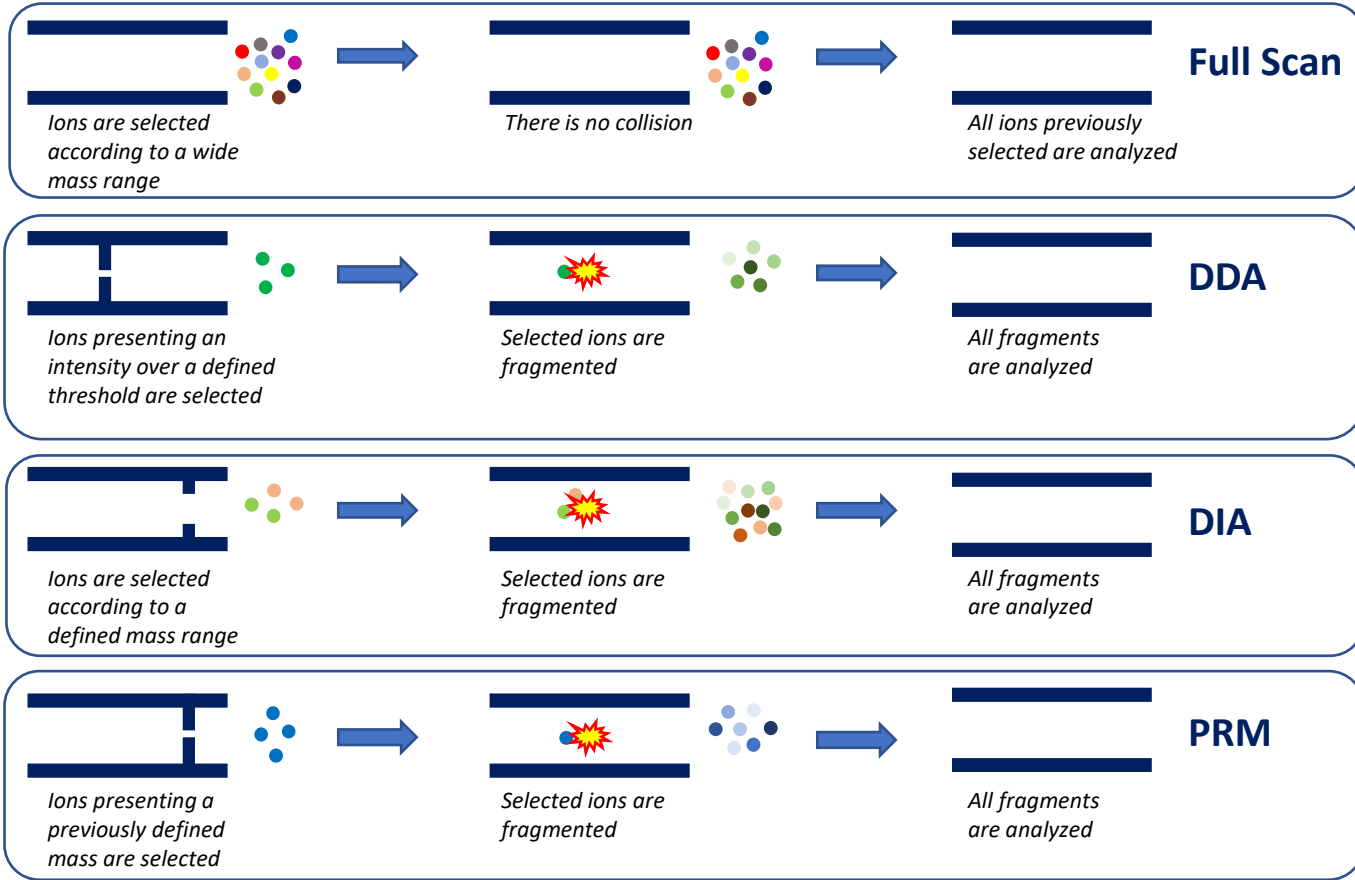 Full Scan
Ions are selected
according to a wide
mass range
There is no collision
All ions previously
selected are analyzed
DDA
Ions presenting an
intensity over a defined
threshold are selected
Selected ions are
fragmented
All fragments
are analyzed
DIA
Ions are selected
according to a
defined mass range
Selected ions are
fragmented
All fragments
are analyzed
PRM
Ions presenting a
previously defined
mass are selected
Selected ions are
fragmented
All fragments
are analyzed